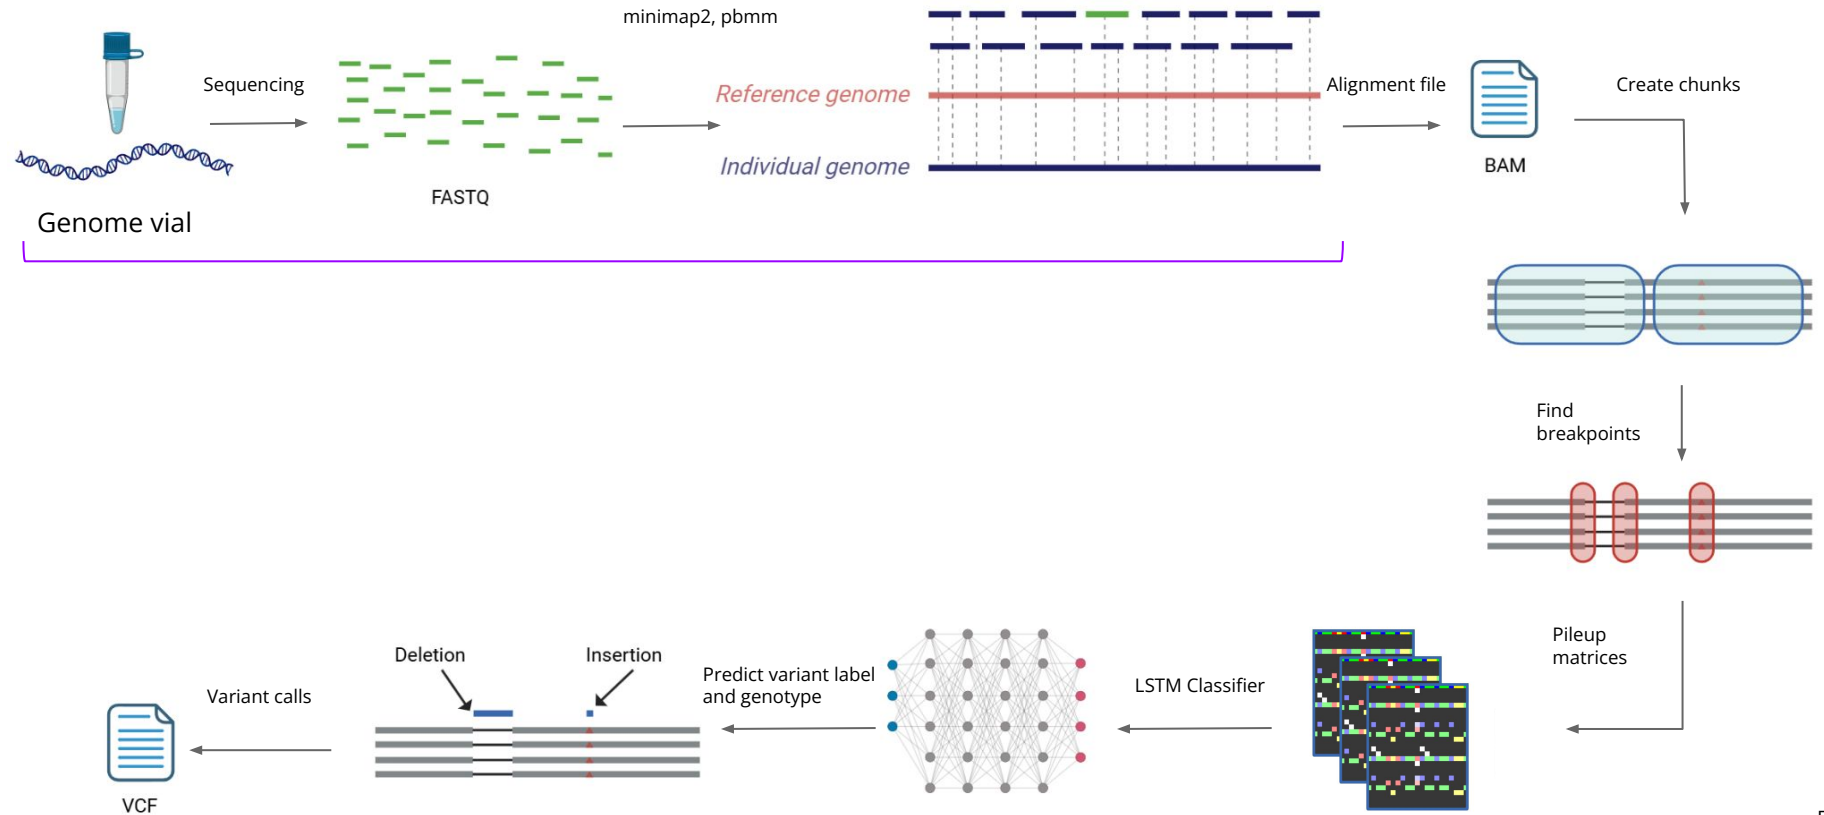 minimap2, pbmm
Sequencing
Reference genome
Alignment file
Create chunks
Individual genome
BAM
FASTQ
Genome vial
Find
breakpoints
Pileup
matrices
Deletion
Insertion
Predict variant label
and genotype
LSTM Classifier
Variant calls
VCF